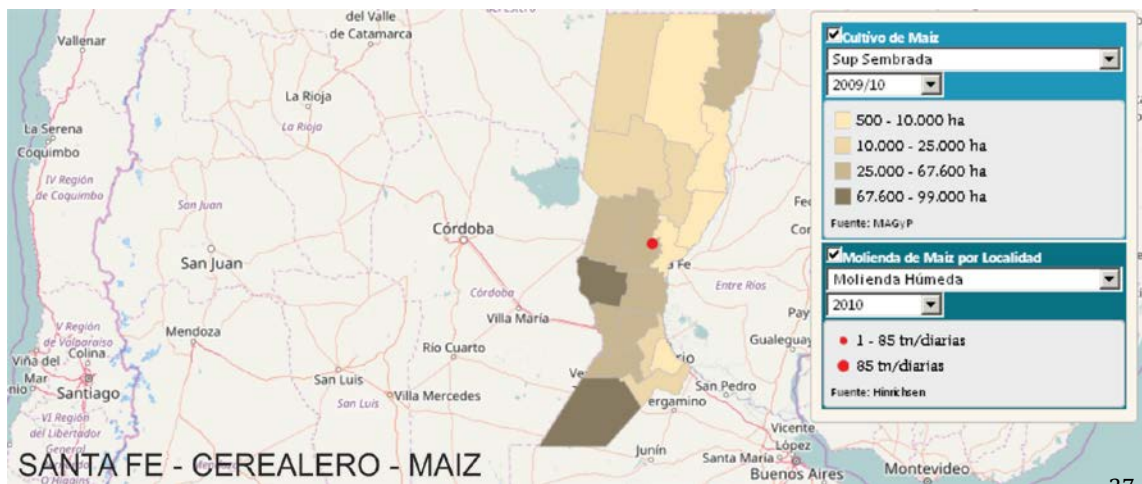 del Valle
de Catamarca
Vallenar
La Rioja
La Rioja
La Serena
Coquimbo
IV Región
de Coquimbo
San Juan
San Juan
Córdoba
Córdoba
Villa María
Mendoza
Río Cuarto
V Región
de Valparaíso
Viña del
Mar
Colina
Santiago
San Luis
San Luis
Villa Mercedes
VI Región
del Libertador
General
O'Higgins
a Fe
Entre Ríos
Gualeguay
San Pedro
ergamino
Junín
Vicente
López
Santa María
Buenos Aires
Montevideo
SANTA FE - CEREALERO - MAIZ
Cultivo de Maiz
Sup Sembrada
2009/10
500 - 10.000 ha
10.000 - 25.000 ha
25.000 - 67.600 ha
67.600 - 99.000 ha
Fuente: MAGyP
Molienda de Maiz por Localidad
Molienda Húmeda
2010
1 - 85 tn/diarias
85 tn/diarias
Fuente: Hinrichsen